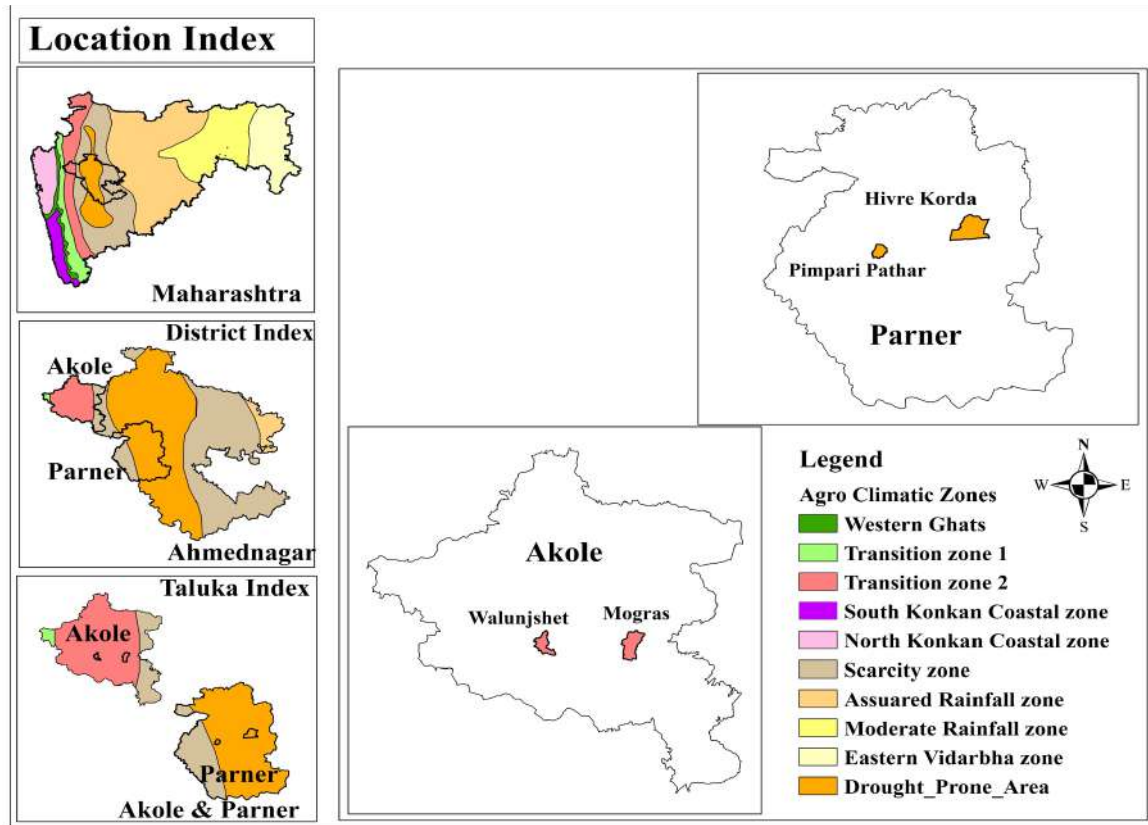 Location Index
Maharashtra
District Index
Akole
Parner
Ahmednagar
Taluka Index
Akole
Parner
Akole & Parner
Hivre Korda
Pimpari Pathar
Parner
Akole
Walunjshet
Mogras
Legend
Agro Climatic Zones
Western Ghats
Transition zone 1
Transition zone 2
South Konkan Coastal zone
North Konkan Coastal zone
Scarcity zone
Assuared Rainfall zone
Moderate Rainfall zone
Eastern Vidarbha zone
Drought_Prone_Area
N
W E
S